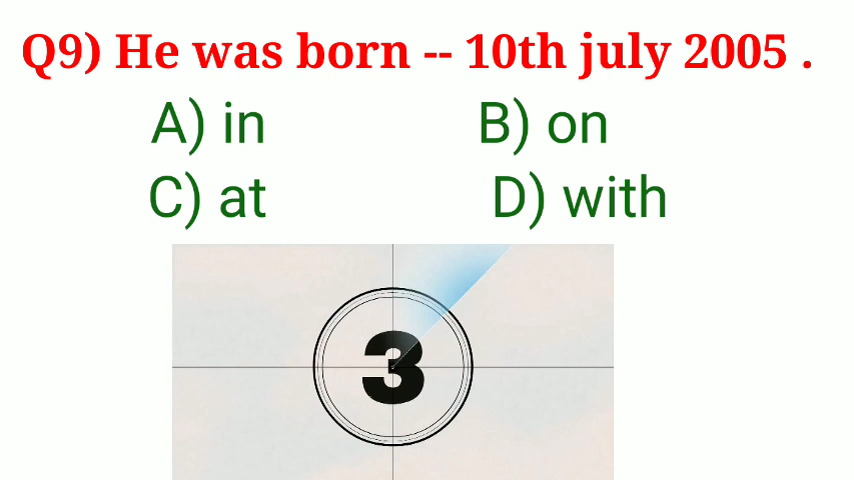 Q9) He was born -- 10th july 2005 .
A) in B) on
C) at D) with
3